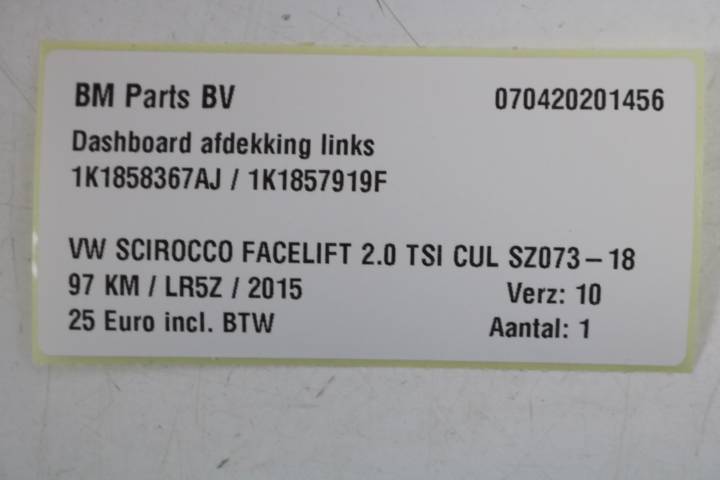 BM Parts BV 070420201456
Dashboard afdekking links
1K1858367AJ / 1K1857919F
VW SCIROCCO FACELIFT 2.0 TSI CUL SZ073-18
97 KM / LR5Z / 2015 Verz: 10
25 Euro incl. BTW Aantal: 1